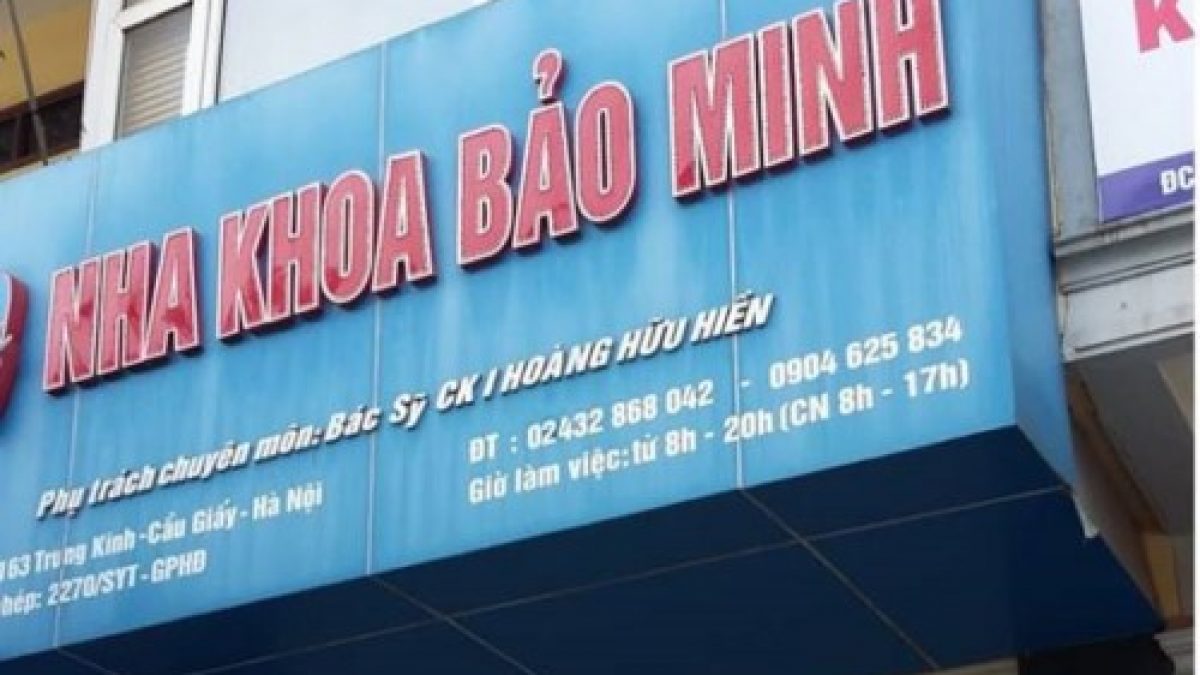 NHA KHOA BẢO MINH
Phụ trách chuyên môn: Bác Sỹ CK I HOÀNG HỮU HIỀN
ĐT : 02432 868 042 - 0904 625 834
Giờ làm việc: từ 8h - 20h (CN 8h - 17h)
163 Trung Kính - Cầu Giấy - Hà Nội
phép: 2270/SYT - GPHĐ
K
ĐC